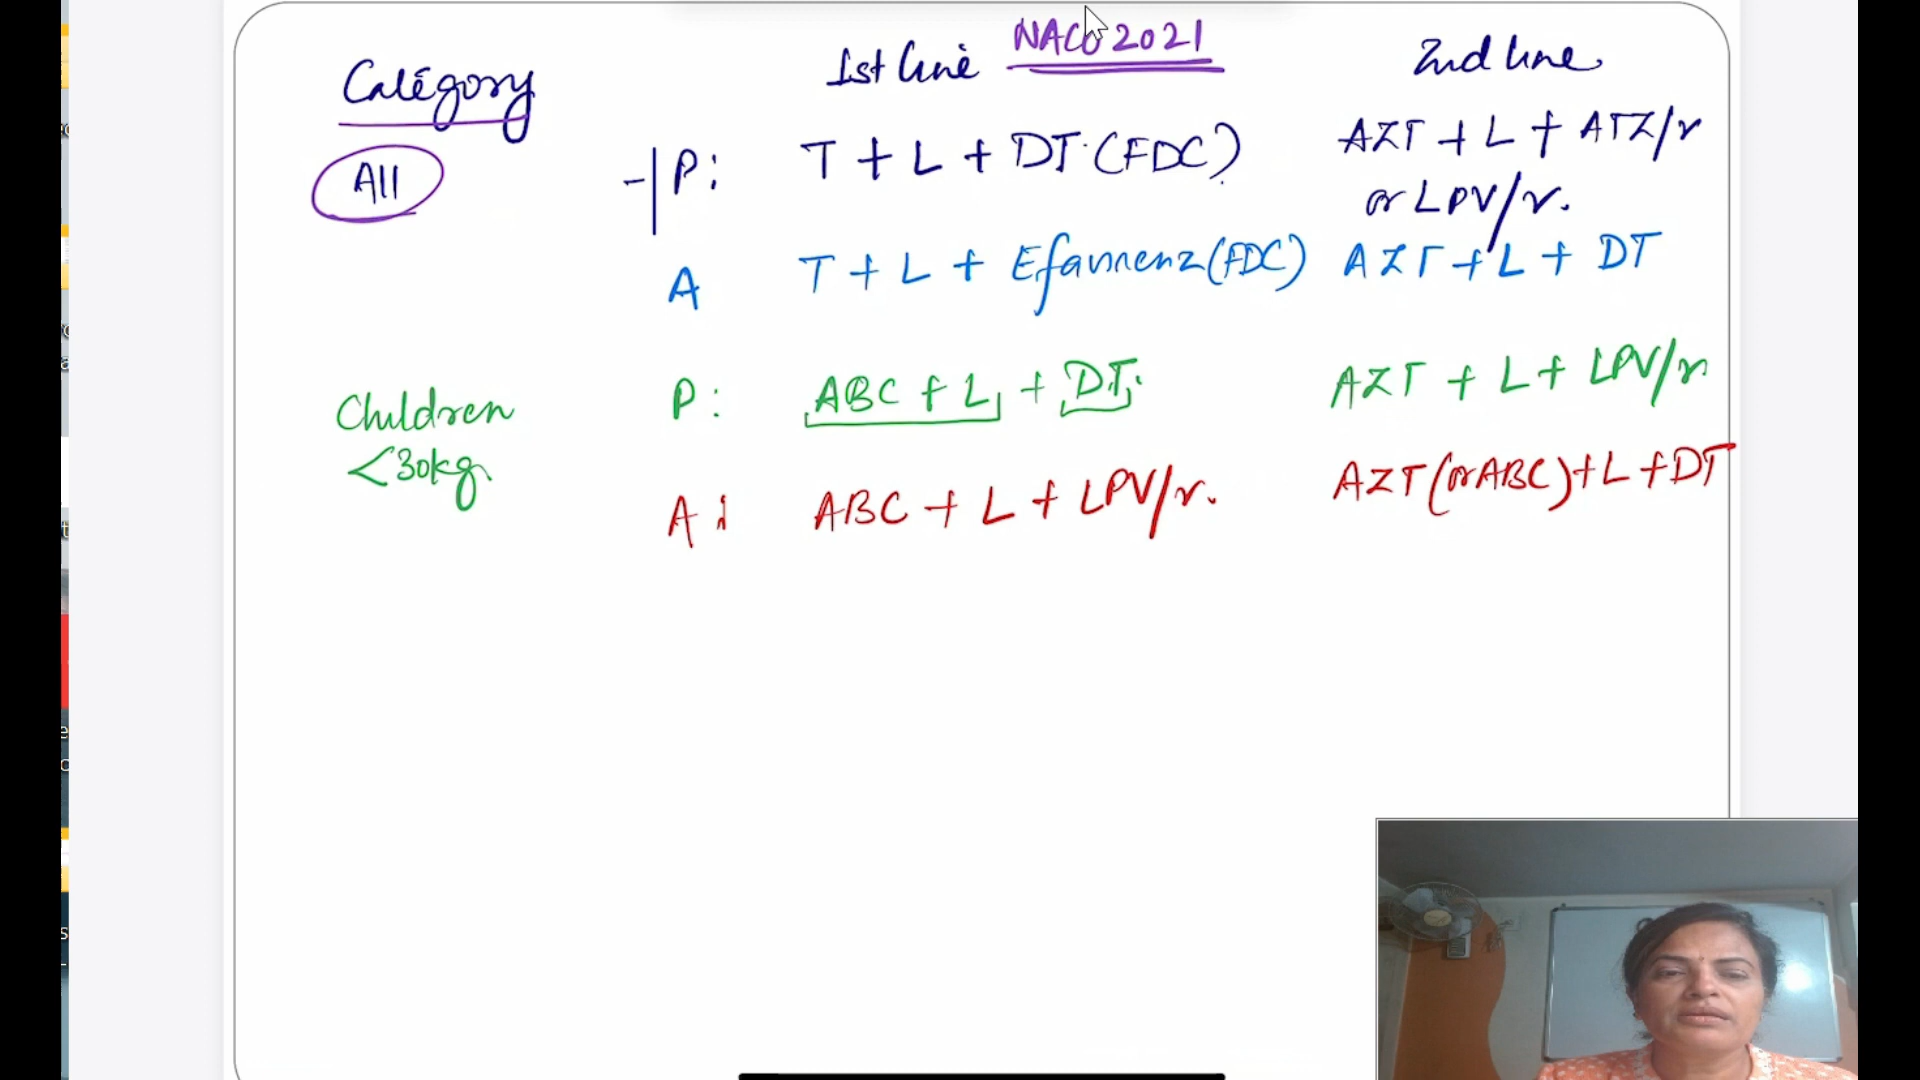 Category 1st line NACO 2021 2nd line
All P: T + L + DT (FDC) AZT + L + ATZ/r
or LPV/r.
A T + L + Efavirenz (FDC) AZT + L + DT
Children P: ABC + L + DT. AZT + L + LPV/r.
<30kg.
A: ABC + L + LPV/r. AZT (or ABC) + L + DT